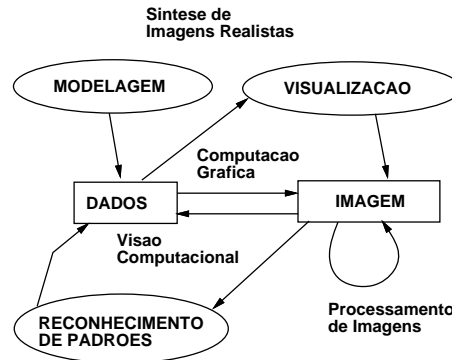 Sintese de
Imagens Realistas
MODELAGEM
VISUALIZACAO
Computacao
Grafica
DADOS
IMAGEM
Visao
Computacional
RECONHECIMENTO
DE PADROES
Processamento
de Imagens